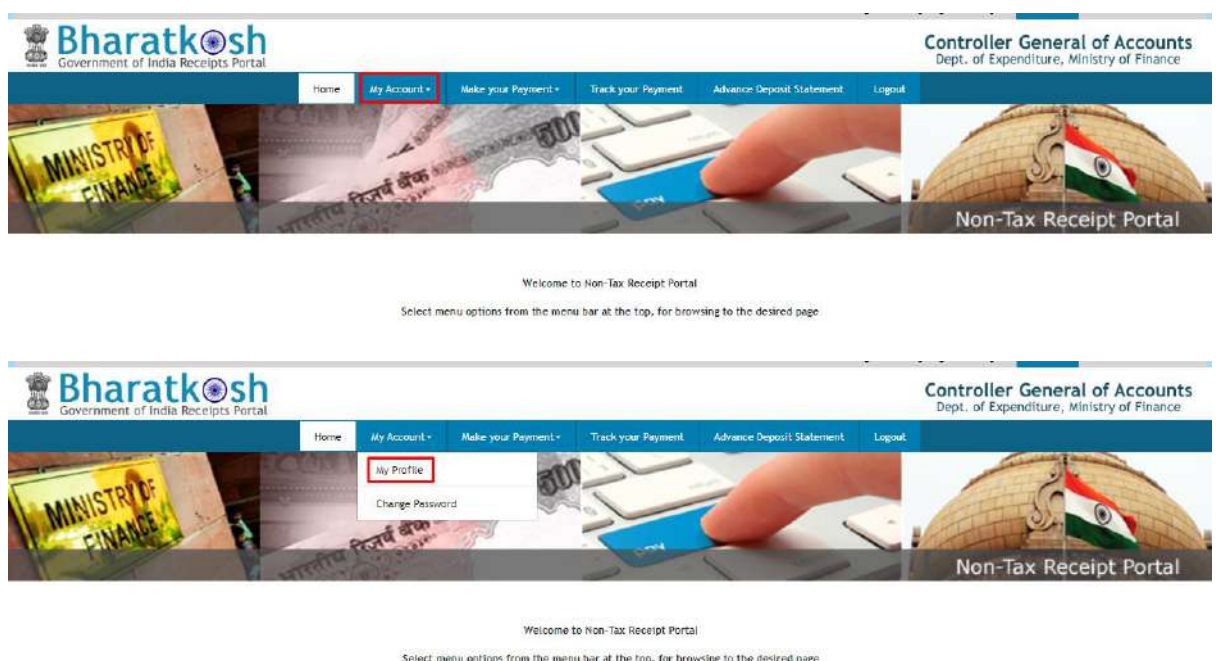 Bharatkosh
Government of India Receipts Portal
Controller General of Accounts
Dept. of Expenditure, Ministry of Finance
Home My Account Make your Payment Track your Payment Advance Deposit Statement Logout
MINISTRY OF
FINANCE
भारतीय रिज़र्व बैंक
500
PAY
Non-Tax Receipt Portal
Welcome to Non-Tax Receipt Portal
Select menu options from the menu bar at the top, for browsing to the desired page
Bharatkosh
Government of India Receipts Portal
Controller General of Accounts
Dept. of Expenditure, Ministry of Finance
Home My Account Make your Payment Track your Payment Advance Deposit Statement Logout
My Profile
Change Password
MINISTRY OF
FINANCE
रिज़र्व बैंक
500
PAY
Non-Tax Receipt Portal
Welcome to Non-Tax Receipt Portal
Select menu options from the menu bar at the top, for browsing to the desired page